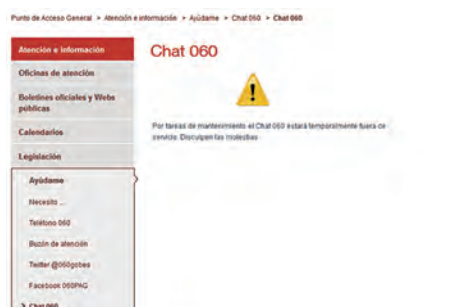 Punto de Acceso General > Atención e información > Ayúdame > Chat 060 > Chat 060
Atención e Información
Oficinas de atención
Boletines oficiales y Webs
públicas
Calendarios
Legislación
Ayúdame
Necesito ...
Teléfono 060
Buzón de atención
Twitter @060gobes
Facebook 060PAG
> Chat 060
Chat 060
Por tareas de mantenimiento el Chat 060 estará temporalmente fuera de
servicio. Disculpen las molestias